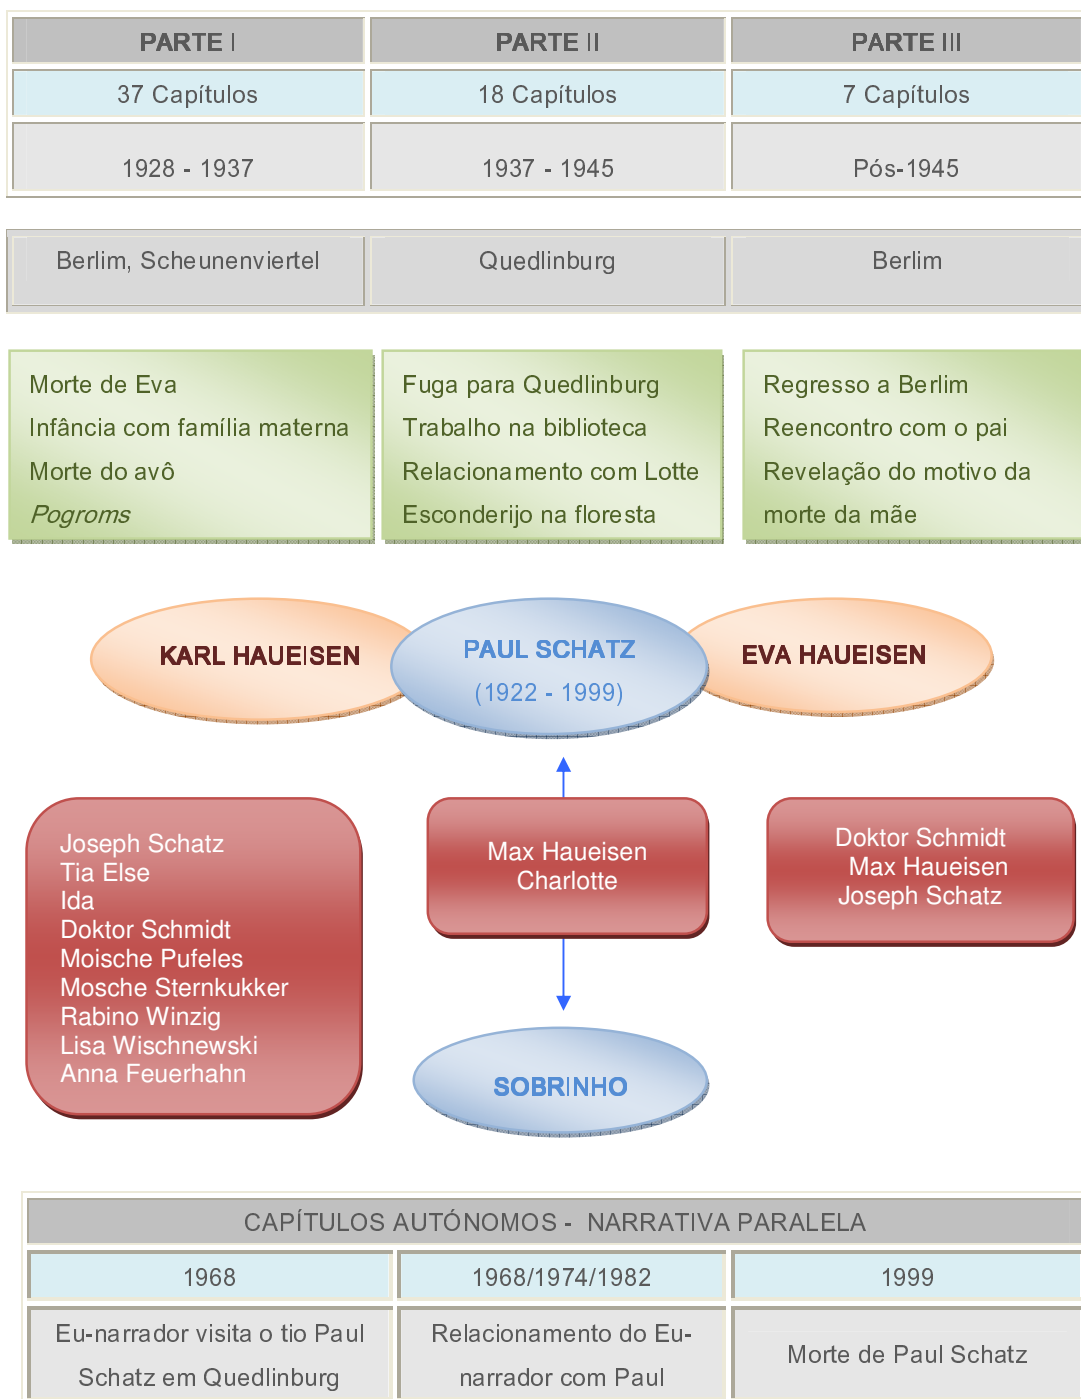 PARTE I
PARTE II
PARTE III
37 Capítulos
18 Capítulos
7 Capítulos
1928 - 1937
1937 - 1945
Pós-1945
Berlim, Scheunenviertel
Quedlinburg
Berlim
Morte de Eva
Infância com família materna
Morte do avô
Pogroms
Fuga para Quedlinburg
Trabalho na biblioteca
Relacionamento com Lotte
Esconderijo na floresta
Regresso a Berlim
Reencontro com o pai
Revelação do motivo da
morte da mãe
KARL HAUEISEN
PAUL SCHATZ
(1922 - 1999)
EVA HAUEISEN
Joseph Schatz
Tia Else
Ida
Doktor Schmidt
Moische Pufeles
Mosche Sternkukker
Rabino Winzig
Lisa Wischnewski
Anna Feuerhahn
Max Haueisen
Charlotte
Doktor Schmidt
Max Haueisen
Joseph Schatz
SOBRINHO
CAPÍTULOS AUTÓNOMOS - NARRATIVA PARALELA
1968
1968/1974/1982
1999
Eu-narrador visita o tio Paul
Schatz em Quedlinburg
Relacionamento do Eu-
narrador com Paul
Morte de Paul Schatz